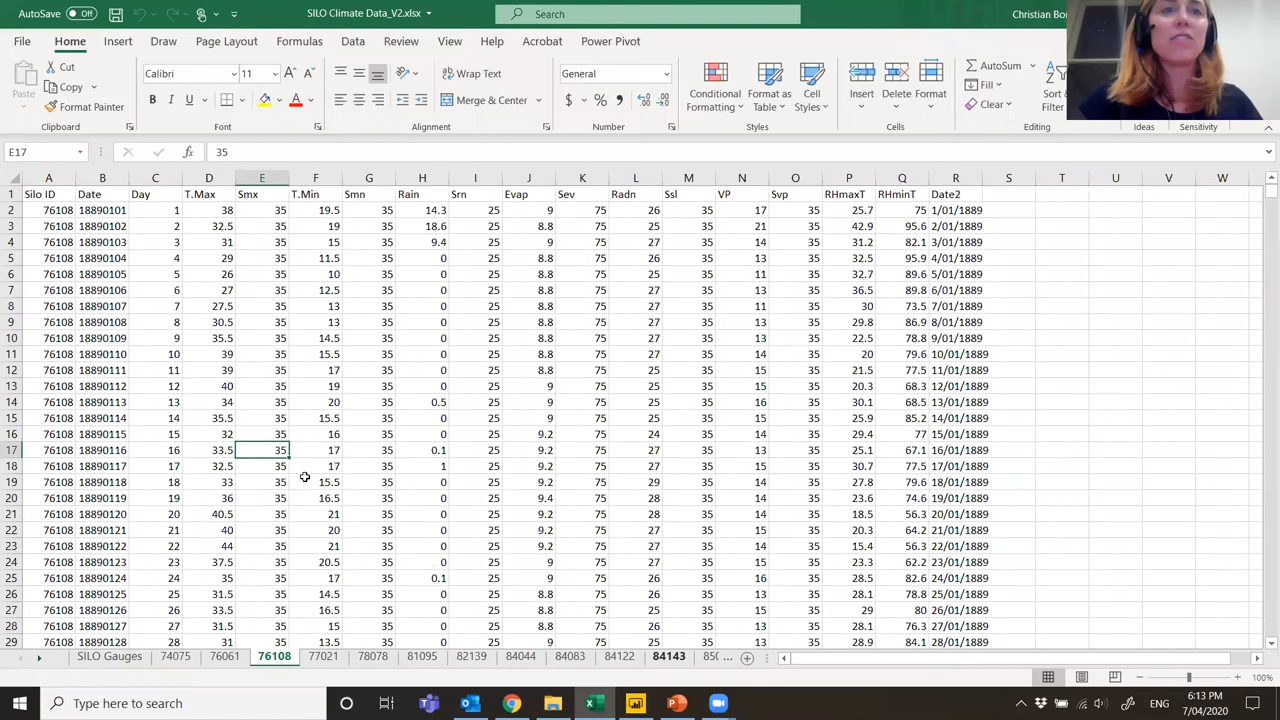 AutoSave Off SILO Climate Data_V2.xlsx Search Christian Bo
File Home Insert Draw Page Layout Formulas Data Review View Help Acrobat Power Pivot
Paste Cut Copy Format Painter Calibri 11 B I U A Wrap Text Merge & Center General $ % Conditional Formatting Format as Table Cell Styles Insert Delete Format AutoSum Fill Clear Sort & Filter
Clipboard Font Alignment Number Styles Cells Editing Ideas Sensitivity
E17 fx 35
A B C D E F G H I J K L M N O P Q R S T U V W
1 Silo ID Date Day T.Max Smx T.Min Smn Rain Srn Evap Sev Radn Ssl VP Svp RHmaxT RHminT Date2
2 76108 18890101 1 38 35 19.5 35 14.3 25 9 75 26 35 17 35 25.7 75 1/01/1889
3 76108 18890102 2 32.5 35 19 35 18.6 25 8.8 75 25 35 21 35 42.9 95.6 2/01/1889
4 76108 18890103 3 31 35 15 35 9.4 25 8.8 75 27 35 14 35 31.2 82.1 3/01/1889
5 76108 18890104 4 29 35 11.5 35 0 25 8.8 75 26 35 13 35 32.5 95.9 4/01/1889
6 76108 18890105 5 26 35 10 35 0 25 8.8 75 27 35 11 35 32.7 89.6 5/01/1889
7 76108 18890106 6 27 35 12.5 35 0 25 8.8 75 27 35 13 35 36.5 89.8 6/01/1889
8 76108 18890107 7 27.5 35 13 35 0 25 8.8 75 27 35 11 35 30 73.5 7/01/1889
9 76108 18890108 8 30.5 35 13 35 0 25 8.8 75 27 35 13 35 29.8 86.9 8/01/1889
10 76108 18890109 9 35.5 35 14.5 35 0 25 8.8 75 27 35 13 35 22.5 78.8 9/01/1889
11 76108 18890110 10 39 35 15.5 35 0 25 8.8 75 27 35 14 35 20 79.6 10/01/1889
12 76108 18890111 11 39 35 17 35 0 25 8.8 75 27 35 15 35 21.5 77.5 11/01/1889
13 76108 18890112 12 40 35 19 35 0 25 9 75 26 35 15 35 20.3 68.3 12/01/1889
14 76108 18890113 13 34 35 20 35 0.5 25 9 75 25 35 16 35 30.1 68.5 13/01/1889
15 76108 18890114 14 35.5 35 15.5 35 0 25 9 75 26 35 15 35 25.9 85.2 14/01/1889
16 76108 18890115 15 32 35 16 35 0 25 9.2 75 24 35 14 35 29.4 77 15/01/1889
17 76108 18890116 16 33.5 35 17 35 0.1 25 9.2 75 27 35 13 35 25.1 67.1 16/01/1889
18 76108 18890117 17 32.5 35 17 35 1 25 9.2 75 27 35 15 35 30.7 77.5 17/01/1889
19 76108 18890118 18 33 35 15.5 35 0 25 9.2 75 29 35 14 35 27.8 79.6 18/01/1889
20 76108 18890119 19 36 35 16.5 35 0 25 9.4 75 28 35 14 35 23.6 74.6 19/01/1889
21 76108 18890120 20 40.5 35 21 35 0 25 9.2 75 28 35 14 35 18.5 56.3 20/01/1889
22 76108 18890121 21 40 35 20 35 0 25 9.2 75 27 35 15 35 20.3 64.2 21/01/1889
23 76108 18890122 22 44 35 21 35 0 25 9.2 75 27 35 14 35 15.4 56.3 22/01/1889
24 76108 18890123 23 37.5 35 20.5 35 0 25 9 75 27 35 15 35 23.3 62.2 23/01/1889
25 76108 18890124 24 35 35 17 35 0.1 25 9 75 26 35 16 35 28.5 82.6 24/01/1889
26 76108 18890125 25 31.5 35 14.5 35 0 25 8.8 75 26 35 13 35 28.1 78.8 25/01/1889
27 76108 18890126 26 33.5 35 16.5 35 0 25 8.8 75 25 35 15 35 29 80 26/01/1889
28 76108 18890127 27 31.5 35 15 35 0 25 8.8 75 27 35 13 35 28.1 76.3 27/01/1889
29 76108 18890128 28 31 35 13.5 35 0 25 9 75 25 35 13 35 28.9 84.1 28/01/1889
SILO Gauges 74075 76061 76108 77021 78078 81095 82139 84044 84083 84122 84143 850 ...
100%
Type here to search ENG 6:13 PM
7/04/2020